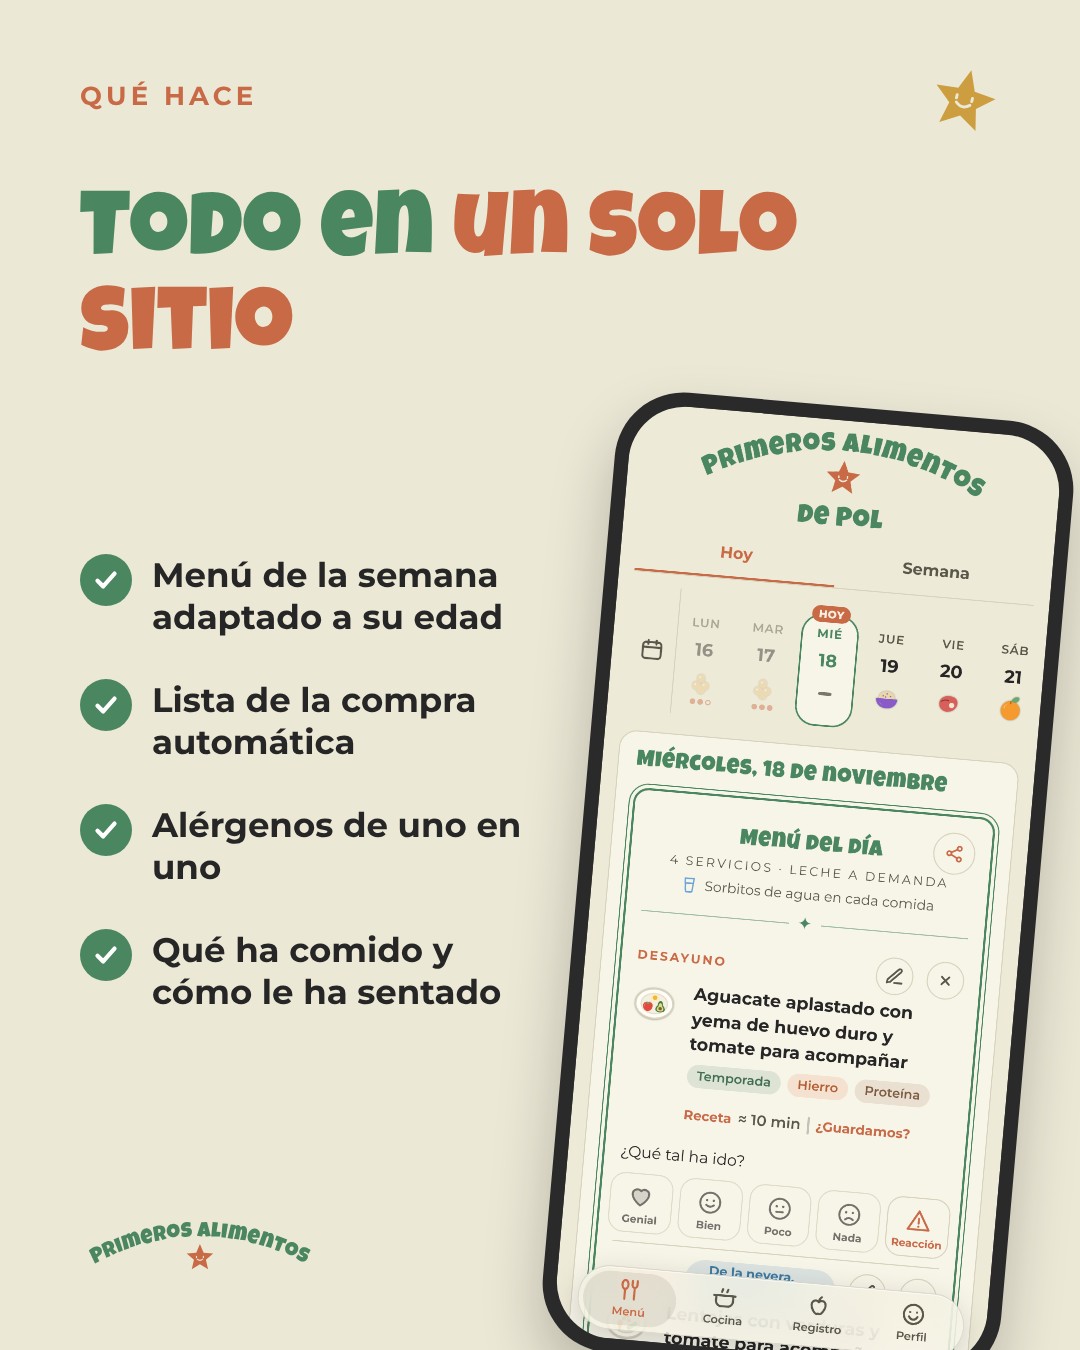 QUÉ HACE
TODO en un SOLO
SITIO
Menú de la semana
adaptado a su edad
Lista de la compra
automática
Alérgenos de uno en
uno
Qué ha comido y
cómo le ha sentado
PRIMEROS ALIMENTOS
PRIMEROS ALIMENTOS
DE POL
Hoy
Semana
HOY
LUN MAR MIÉ JUE VIE SÁB
16 17 18 19 20 21
Miércoles, 18 de noviembre
Menú del día
4 SERVICIOS · LECHE A DEMANDA
Sorbitos de agua en cada comida
DESAYUNO
Aguacate aplastado con
yema de huevo duro y
tomate para acompañar
Temporada Hierro Proteína
Receta ≈ 10 min | ¿Guardamos?
¿Qué tal ha ido?
Genial Bien Poco Nada Reacción
De la nevera,
Menú Cocina Registro Perfil
tomate para